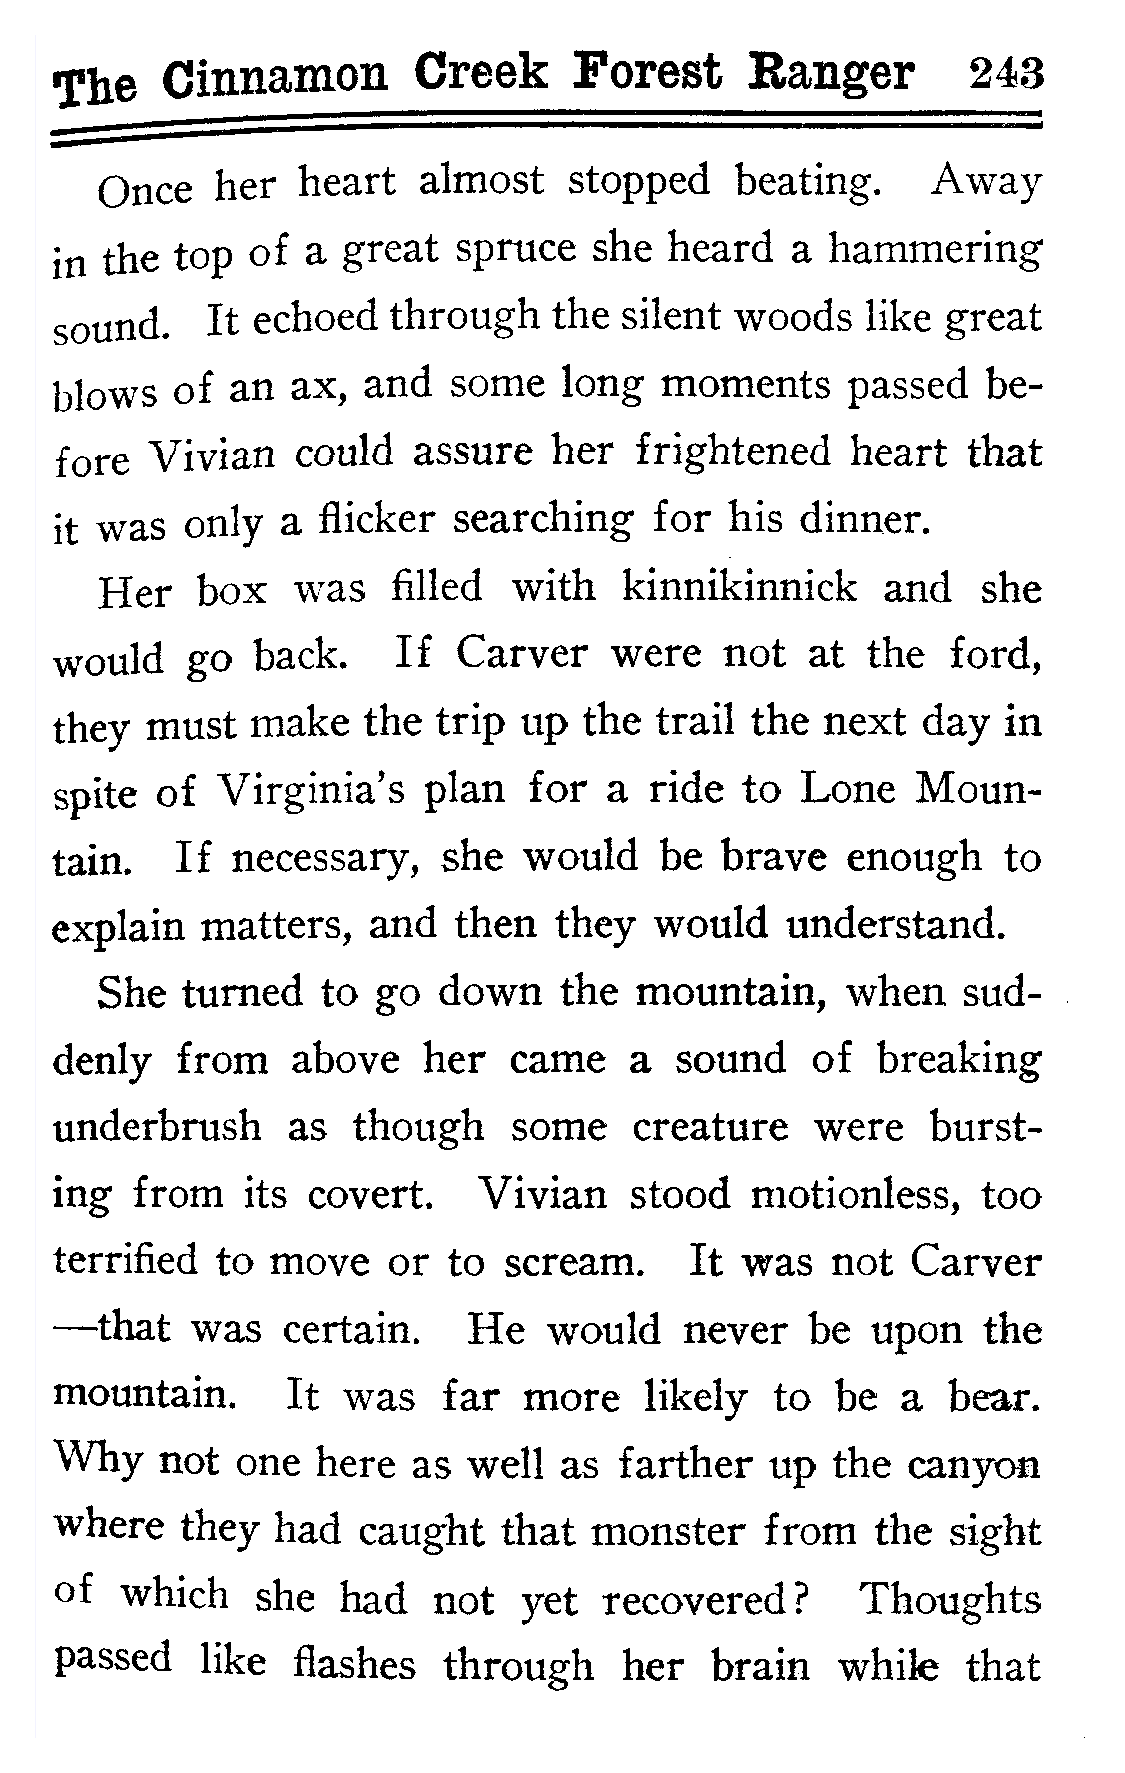 The Cinnamon Creek Forest Ranger 243
Once her heart almost stopped beating. Away
in the top of a great spruce she heard a hammering
sound. It echoed through the silent woods like great
blows of an ax, and some long moments passed be-
fore Vivian could assure her frightened heart that
it was only a flicker searching for his dinner.
Her box was filled with kinnikinnick and she
would go back. If Carver were not at the ford,
they must make the trip up the trail the next day in
spite of Virginia's plan for a ride to Lone Moun-
tain. If necessary, she would be brave enough to
explain matters, and then they would understand.
She turned to go down the mountain, when sud-
denly from above her came a sound of breaking
underbrush as though some creature were burst-
ing from its covert. Vivian stood motionless, too
terrified to move or to scream. It was not Carver
—that was certain. He would never be upon the
mountain. It was far more likely to be a bear.
Why not one here as well as farther up the canyon
where they had caught that monster from the sight
of which she had not yet recovered? Thoughts
passed like flashes through her brain while that